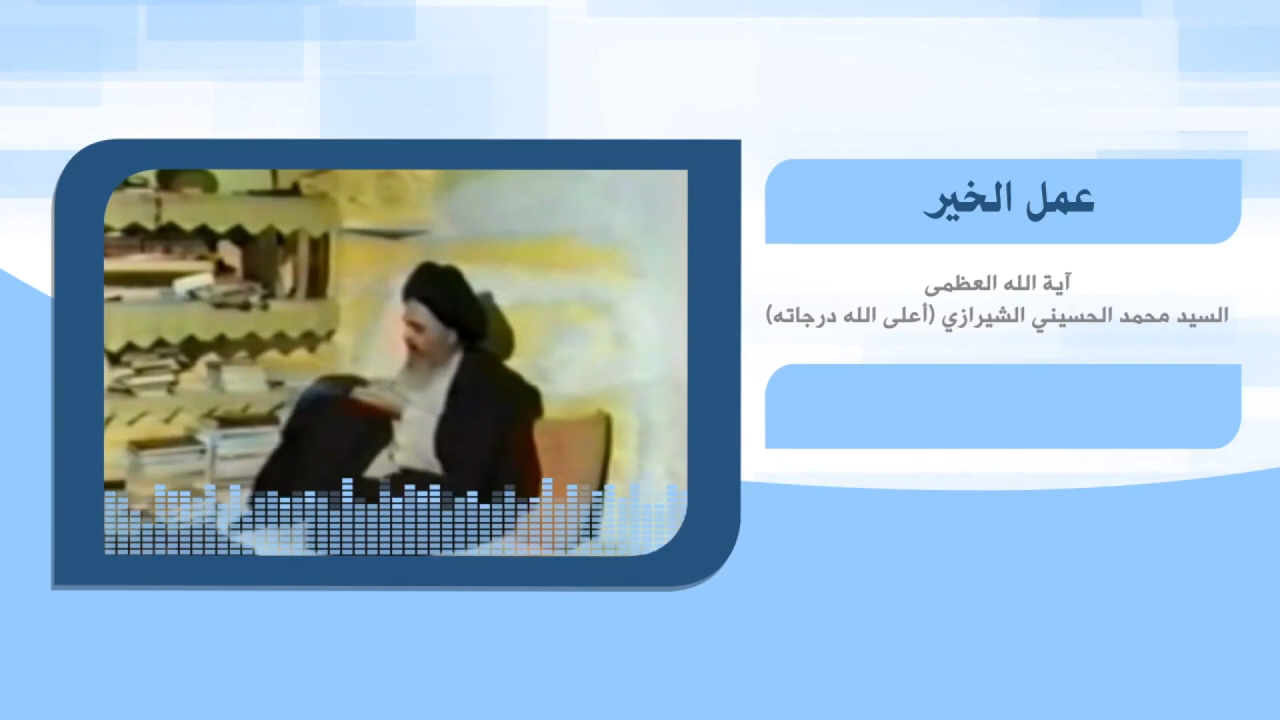 عمل الخير
آية الله العظمى
السيد محمد الحسيني الشيرازي (أعلى الله درجاته)